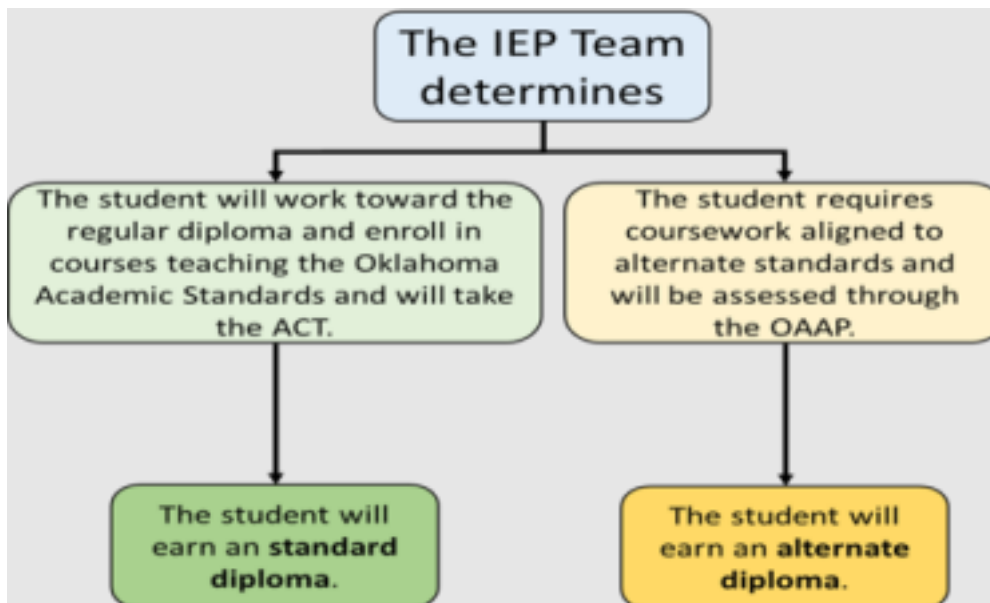 The IEP Team
determines
The student will work toward the
regular diploma and enroll in
courses teaching the Oklahoma
Academic Standards and will take
the ACT.
The student requires
coursework aligned to
alternate standards and
will be assessed through
the OAAP.
The student will
earn an standard
diploma.
The student will
earn an alternate
diploma.